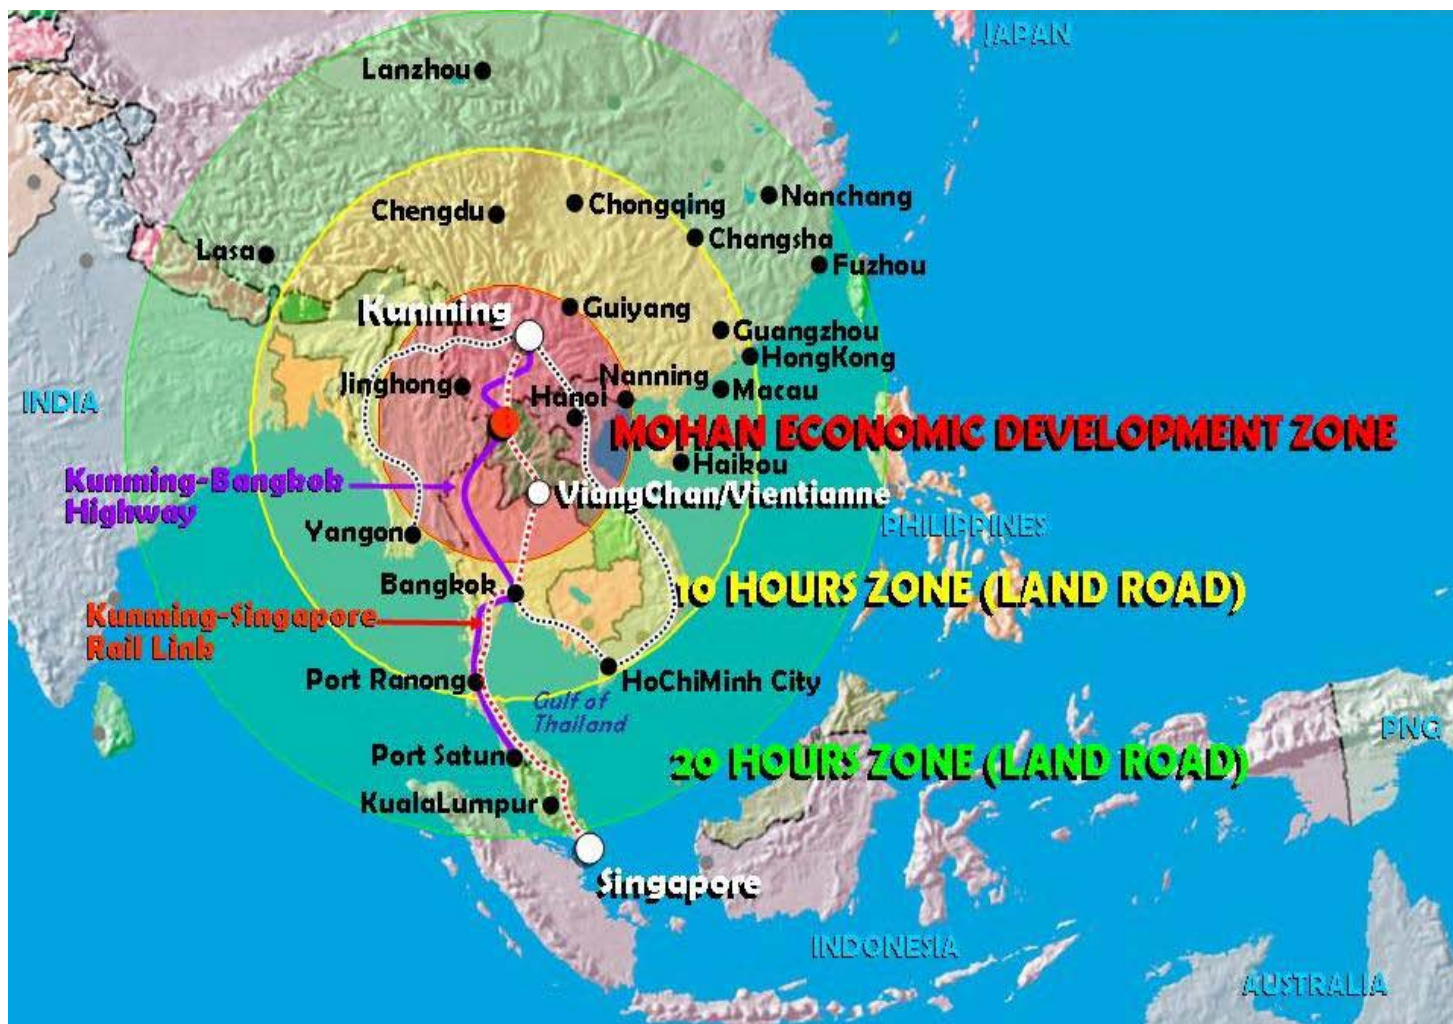 JAPAN
Lanzhou
Nanchang
Chongqing
Chengdu
Changsha
Lasa
Fuzhou
Kunming
Guiyang
Guangzhou
HongKong
Jinghong
Nanning
Macau
Hanoi
INDIA
MOHAN ECONOMIC DEVELOPMENT ZONE
Haikou
Kunming-Bangkok
Highway
ViangChan/Vientianne
PHILIPPINES
Yangon
Bangkok
10 HOURS ZONE (LAND ROAD)
Kunming-Singapore
Rail Link
Port Ranong
HoChiMinh City
Gulf of
Thailand
PNG
Port Satun
20 HOURS ZONE (LAND ROAD)
KualaLumpur
Singapore
INDONESIA
AUSTRALIA